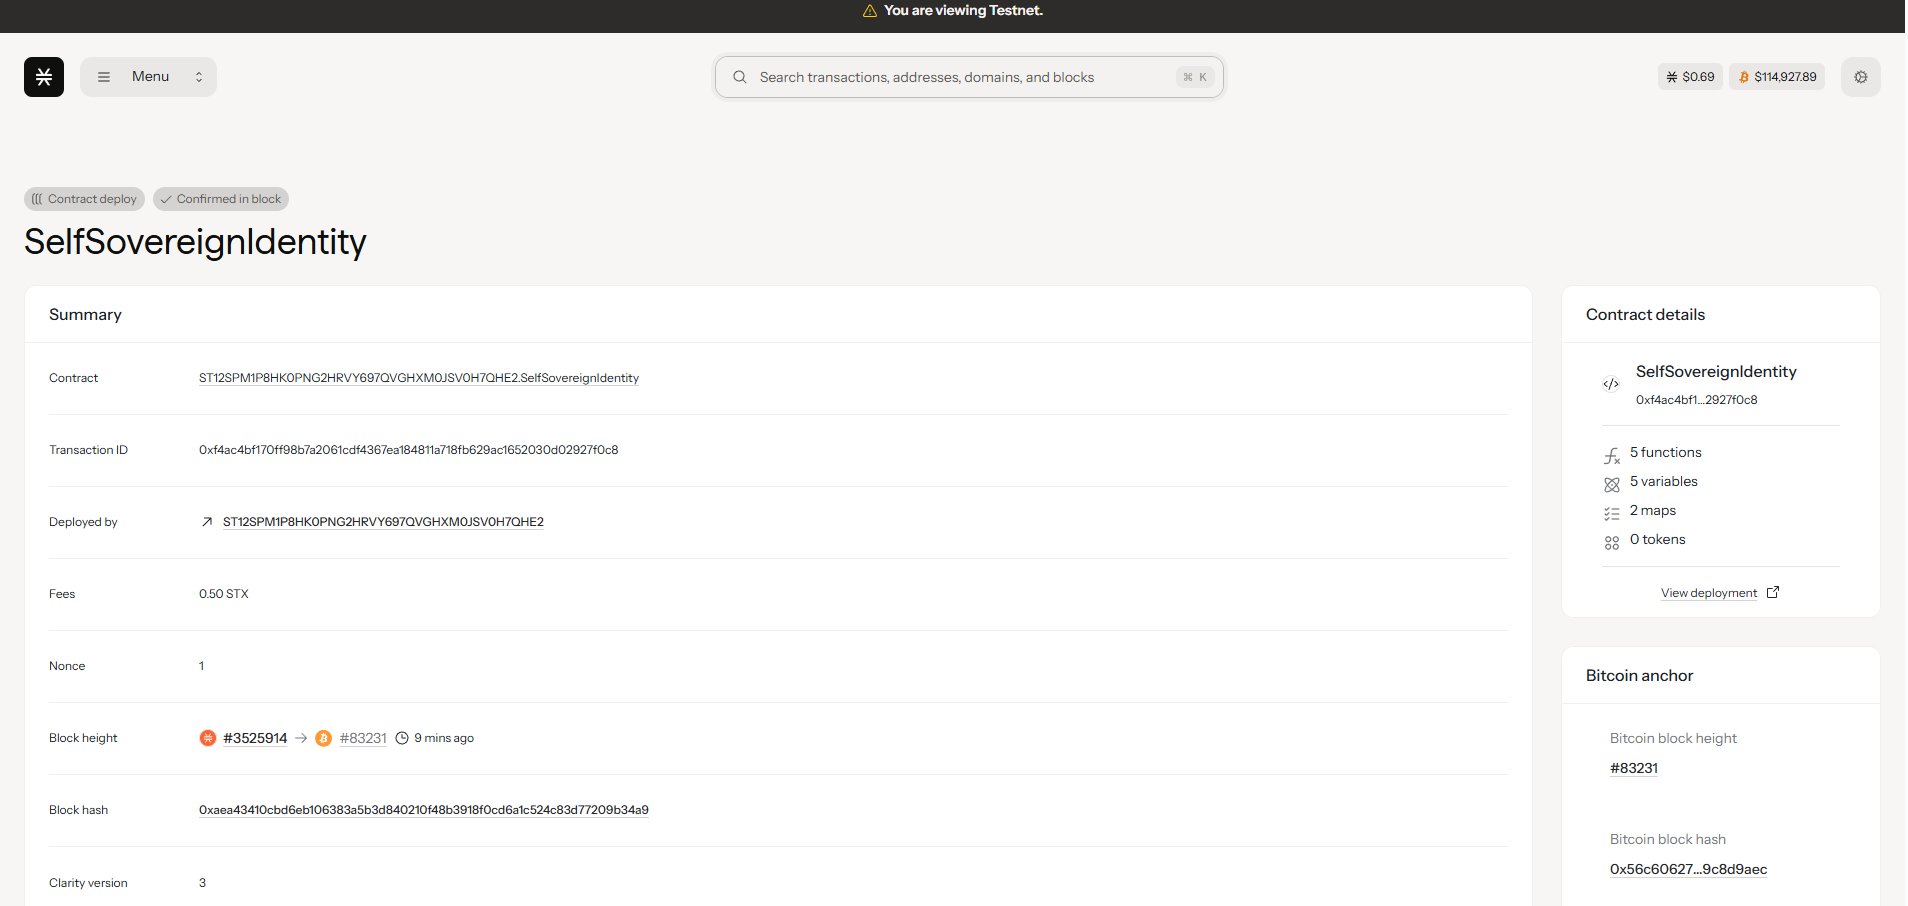 You are viewing Testnet.
Menu
Search transactions, addresses, domains, and blocks
⌘ K
$0.69
$114,927.89
Contract deploy
Confirmed in block
SelfSovereignIdentity
Summary
Contract ST12SPM1P8HK0PNG2HRVY697QVGHXM0JSV0H7QHE2.SelfSovereignIdentity
Transaction ID 0xf4ac4bf170ff98b7a2061cdf4367ea184811a718fb629ac1652030d02927f0c8
Deployed by ST12SPM1P8HK0PNG2HRVY697QVGHXM0JSV0H7QHE2
Fees 0.50 STX
Nonce 1
Block height #3525914 → #83231 9 mins ago
Block hash 0xaea43410cbd6eb106383a5b3d840210f48b3918f0cd6a1c524c83d77209b34a9
Clarity version 3
Contract details
SelfSovereignIdentity
0xf4ac4bf1...2927f0c8
5 functions
5 variables
2 maps
0 tokens
View deployment
Bitcoin anchor
Bitcoin block height
#83231
Bitcoin block hash
0x56c60627...9c8d9aec